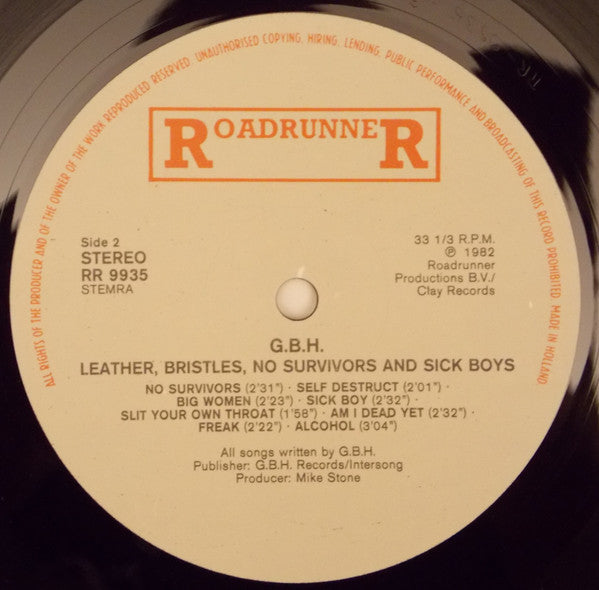 ALL RIGHTS OF THE PRODUCER AND OF THE OWNER OF THE WORK REPRODUCED RESERVED. UNAUTHORISED COPYING, HIRING, LENDING, PUBLIC PERFORMANCE AND BROADCASTING OF THIS RECORD PROHIBITED. MADE IN HOLLAND.
ROADRUNNER
Side 2
STEREO
RR 9935
STEMRA
33 1/3 R.P.M.
℗ 1982
Roadrunner
Productions B.V./
Clay Records
G.B.H.
LEATHER, BRISTLES, NO SURVIVORS AND SICK BOYS
NO SURVIVORS (2'31") · SELF DESTRUCT (2'01") ·
BIG WOMEN (2'23") · SICK BOY (2'32") ·
SLIT YOUR OWN THROAT (1'58") · AM I DEAD YET (2'32") ·
FREAK (2'22") · ALCOHOL (3'04")
All songs written by G.B.H.
Publisher: G.B.H. Records/Intersong
Producer: Mike Stone